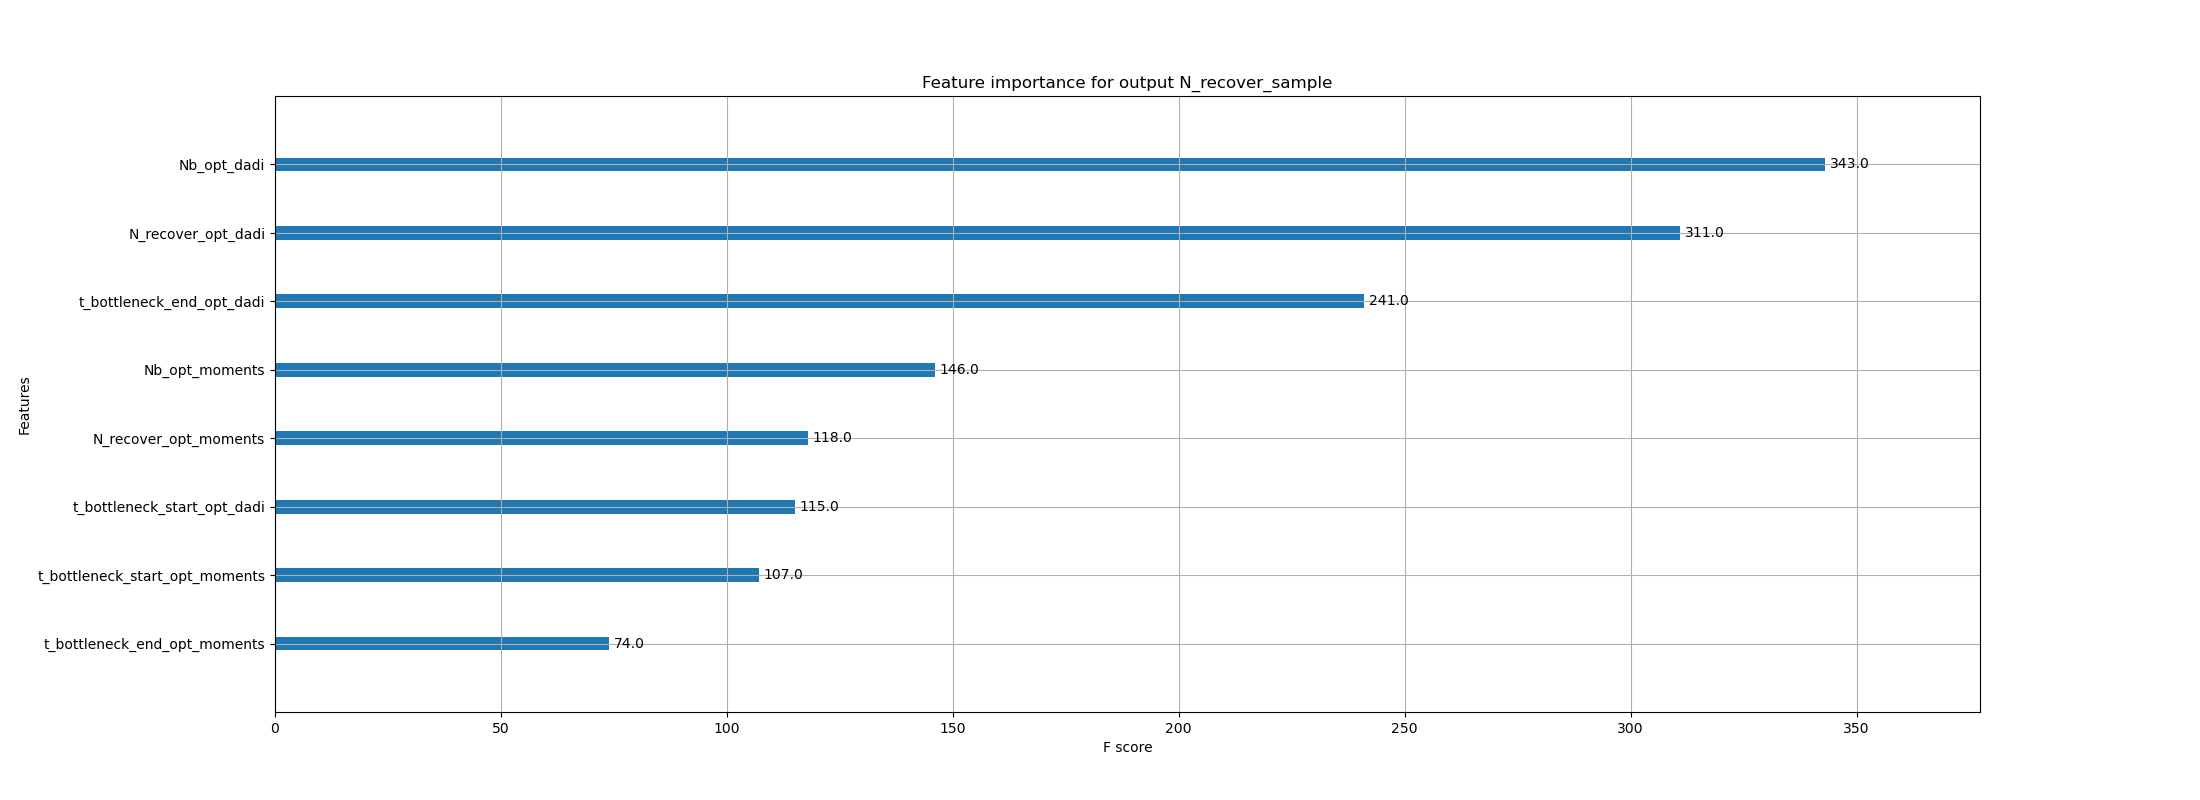 Feature importance for output N_recover_sample
Nb_opt_dadi
343.0
N_recover_opt_dadi
311.0
t_bottleneck_end_opt_dadi
241.0
Nb_opt_moments
146.0
N_recover_opt_moments
118.0
t_bottleneck_start_opt_dadi
115.0
t_bottleneck_start_opt_moments
107.0
t_bottleneck_end_opt_moments
74.0
Features
0 50 100 150 200 250 300 350
F score